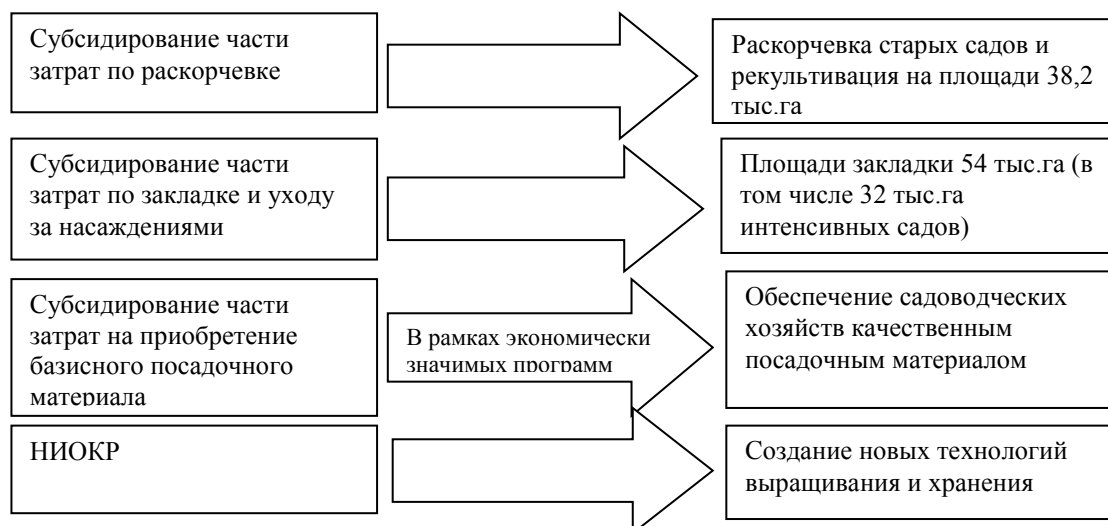 Субсидирование части
затрат по раскорчевке
Раскорчевка старых садов и
рекультивация на площади 38,2
тыс.га
Субсидирование части
затрат по закладке и уходу
за насаждениями
Площади закладки 54 тыс.га (в
том числе 32 тыс.га
интенсивных садов)
Субсидирование части
затрат на приобретение
базисного посадочного
материала
В рамках экономически
значимых программ
Обеспечение садоводческих
хозяйств качественным
посадочным материалом
НИОКР
Создание новых технологий
выращивания и хранения